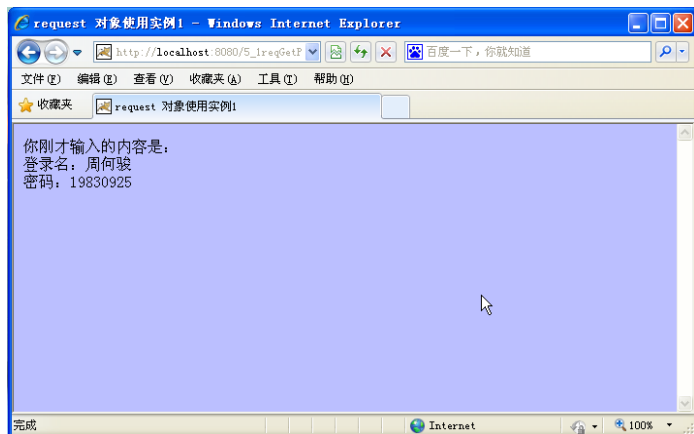 request 对象使用实例1 - Windows Internet Explorer
http://localhost:8080/5_1reqGetP
百度一下，你就知道
文件(F) 编辑(E) 查看(V) 收藏夹(A) 工具(T) 帮助(H)
收藏夹 request 对象使用实例1
你刚才输入的内容是：
登录名：周何骏
密码：19830925
完成 Internet 100%